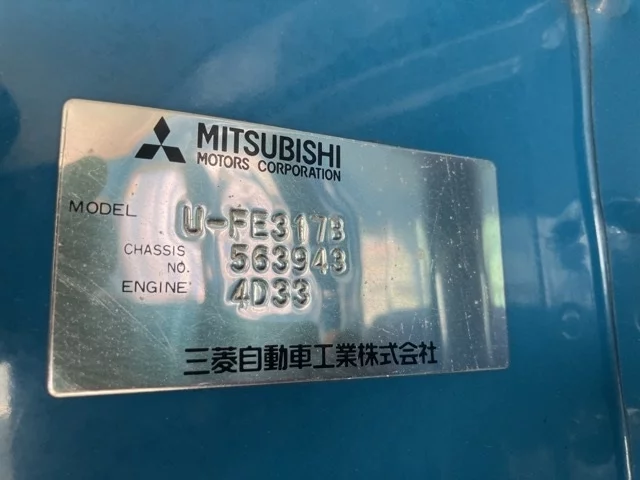 MITSUBISHI
MOTORS CORPORATION
MODEL U-FE317B
CHASSIS NO. 563943
ENGINE 4D33
三菱自動車工業株式会社